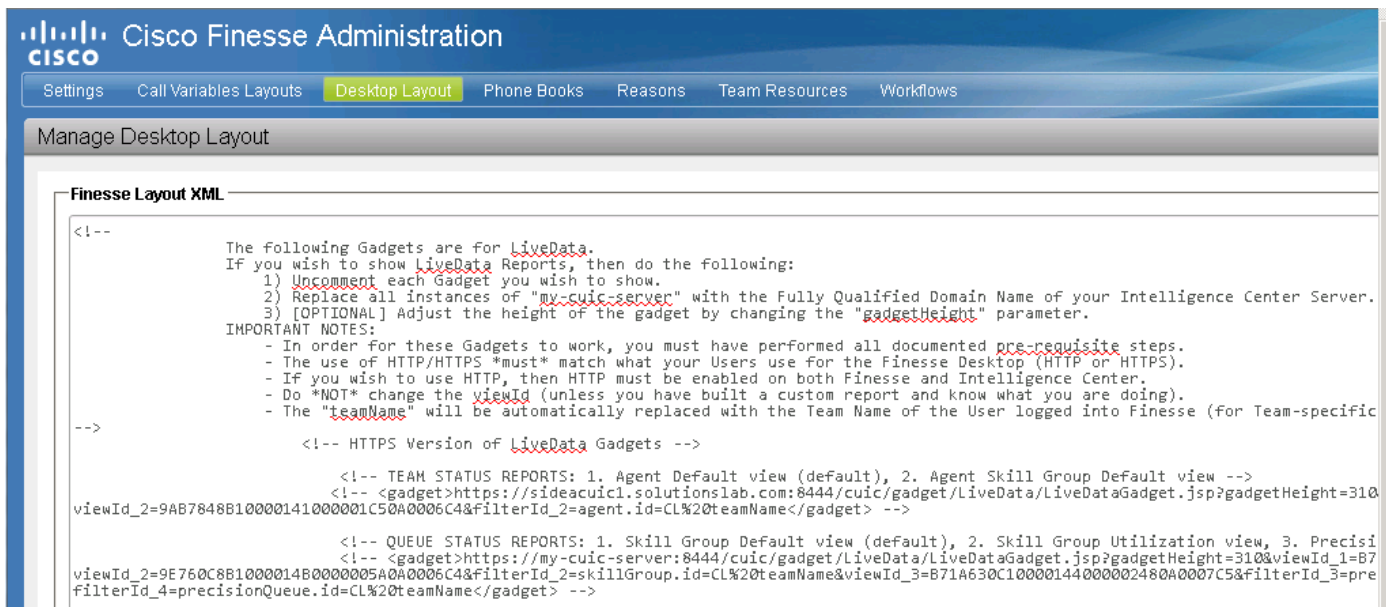 CISCO
Cisco Finesse Administration
Settings Call Variables Layouts Desktop Layout Phone Books Reasons Team Resources Workflows
Manage Desktop Layout
Finesse Layout XML
<!--
The following Gadgets are for LiveData.
If you wish to show LiveData Reports, then do the following:
1) Uncomment each Gadget you wish to show.
2) Replace all instances of "my-cuic-server" with the Fully Qualified Domain Name of your Intelligence Center Server.
3) [OPTIONAL] Adjust the height of the gadget by changing the "gadgetHeight" parameter.
IMPORTANT NOTES:
- In order for these Gadgets to work, you must have performed all documented pre-requisite steps.
- The use of HTTP/HTTPS *must* match what your Users use for the Finesse Desktop (HTTP or HTTPS).
- If you wish to use HTTP, then HTTP must be enabled on both Finesse and Intelligence Center.
- Do *NOT* change the viewId (unless you have built a custom report and know what you are doing).
- The "teamName" will be automatically replaced with the Team Name of the User logged into Finesse (for Team-specific
-->
<!-- HTTPS Version of LiveData Gadgets -->
<!-- TEAM STATUS REPORTS: 1. Agent Default view (default), 2. Agent Skill Group Default view -->
<!-- <gadget>https://sideacuic1.solutionslab.com:8444/cuic/gadget/LiveData/LiveDataGadget.jsp?gadgetHeight=310
viewId_2=9AB7848B10000141000001C50A0006C4&filterId_2=agent.id=CL%20teamName</gadget> -->
<!-- QUEUE STATUS REPORTS: 1. Skill Group Default view (default), 2. Skill Group Utilization view, 3. Precisi
<!-- <gadget>https://my-cuic-server:8444/cuic/gadget/LiveData/LiveDataGadget.jsp?gadgetHeight=310&viewId_1=B7
viewId_2=9E760C8B1000014B0000005A0A0006C4&filterId_2=skillGroup.id=CL%20teamName&viewId_3=B71A630C10000144000002480A0007C5&filterId_3=pre
filterId_4=precisionQueue.id=CL%20teamName</gadget> -->